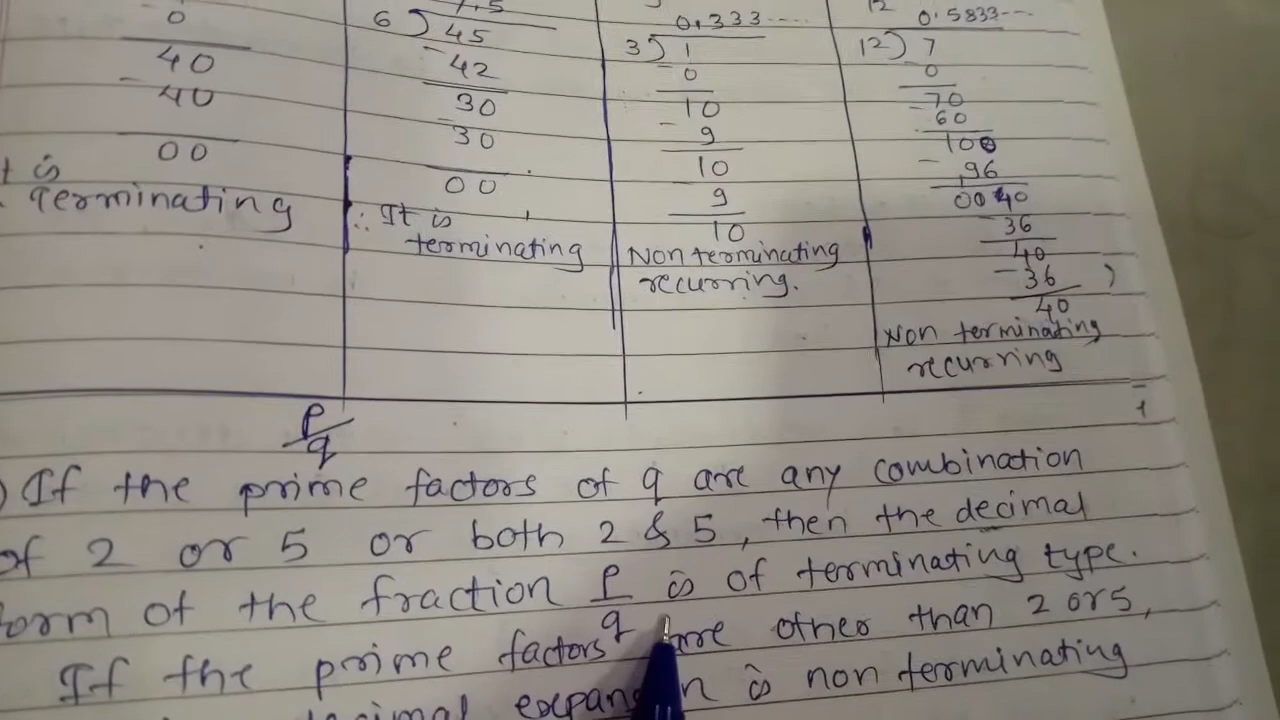 0
40
- 40
00
t is
terminating
7.5
6) 45
- 42
30
- 30
00
∴ It is
terminating
0.333.....
3) 1
- 0
10
- 9
10
9
10
Non terminating
recurring.
12
0.5833---
12) 7
0
- 70
60
100
- 96
0040
- 36
40
- 36
40
Non terminating
recurring
P/q
) If the prime factors of q are any combination
of 2 or 5 or both 2 & 5, then the decimal
form of the fraction P/q is of terminating type.
If the prime factors are other than 2 or 5,
decimal expansion is non terminating